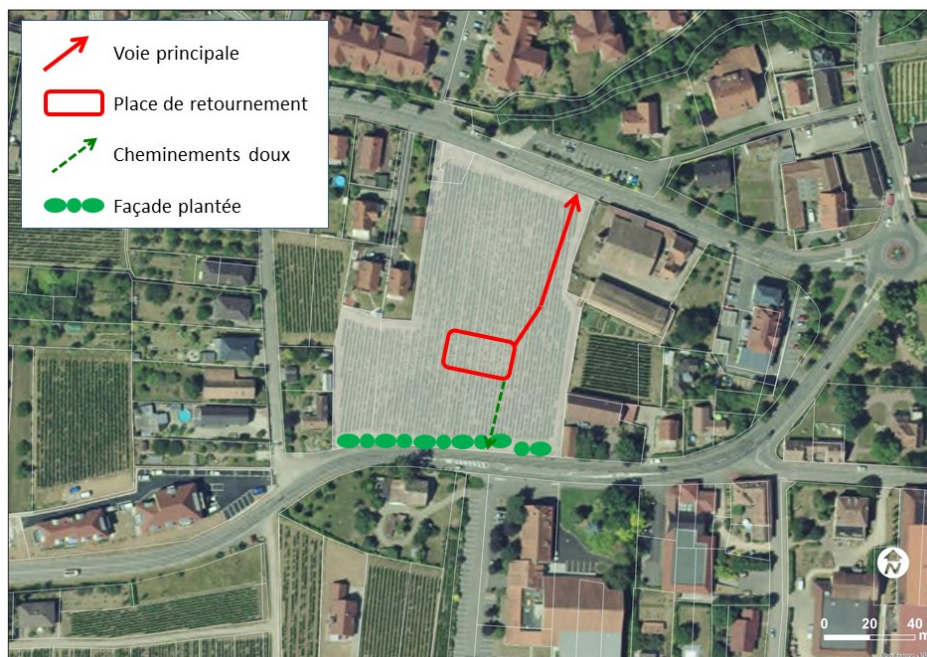 Voie principale
Place de retournement
Cheminements doux
Façade plantée
N
0 20 40
m